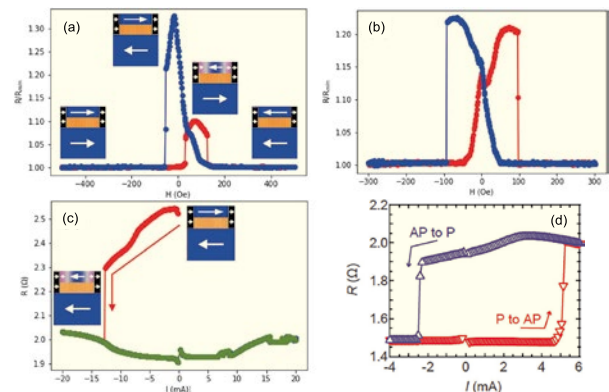 (a)
R/Rₘᵢₙ
1.30
1.25
1.20
1.15
1.10
1.05
1.00
−400 −200 0 200 400
H (Oe)
(b)
R/Rₘᵢₙ
1.20
1.15
1.10
1.05
1.00
−300 −200 −100 0 100 200 300
H (Oe)
(c)
R (Ω)
2.5
2.4
2.3
2.2
2.1
2.0
1.9
−20 −15 −10 −5 0 5 10 15 20
I (mA)
(d)
R (Ω)
2.2
2.0
1.8
1.6
1.4
AP to P
P to AP
-4 -2 0 2 4 6
I (mA)